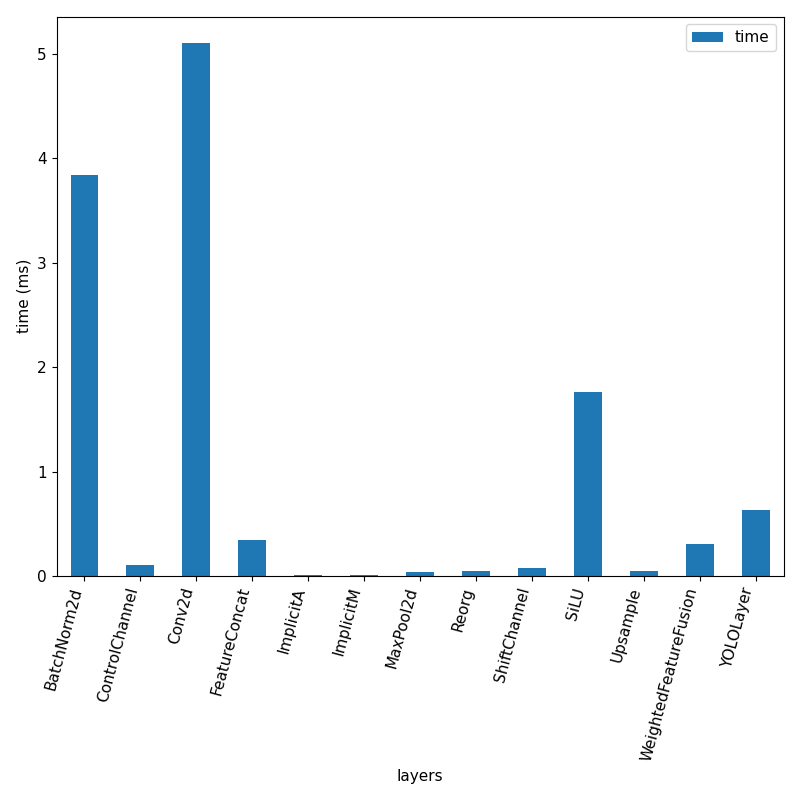 time
5
4
3
2
1
0
time (ms)
BatchNorm2d
ControlChannel
Conv2d
FeatureConcat
ImplicitA
ImplicitM
MaxPool2d
Reorg
ShiftChannel
SiLU
Upsample
WeightedFeatureFusion
YOLOLayer
layers